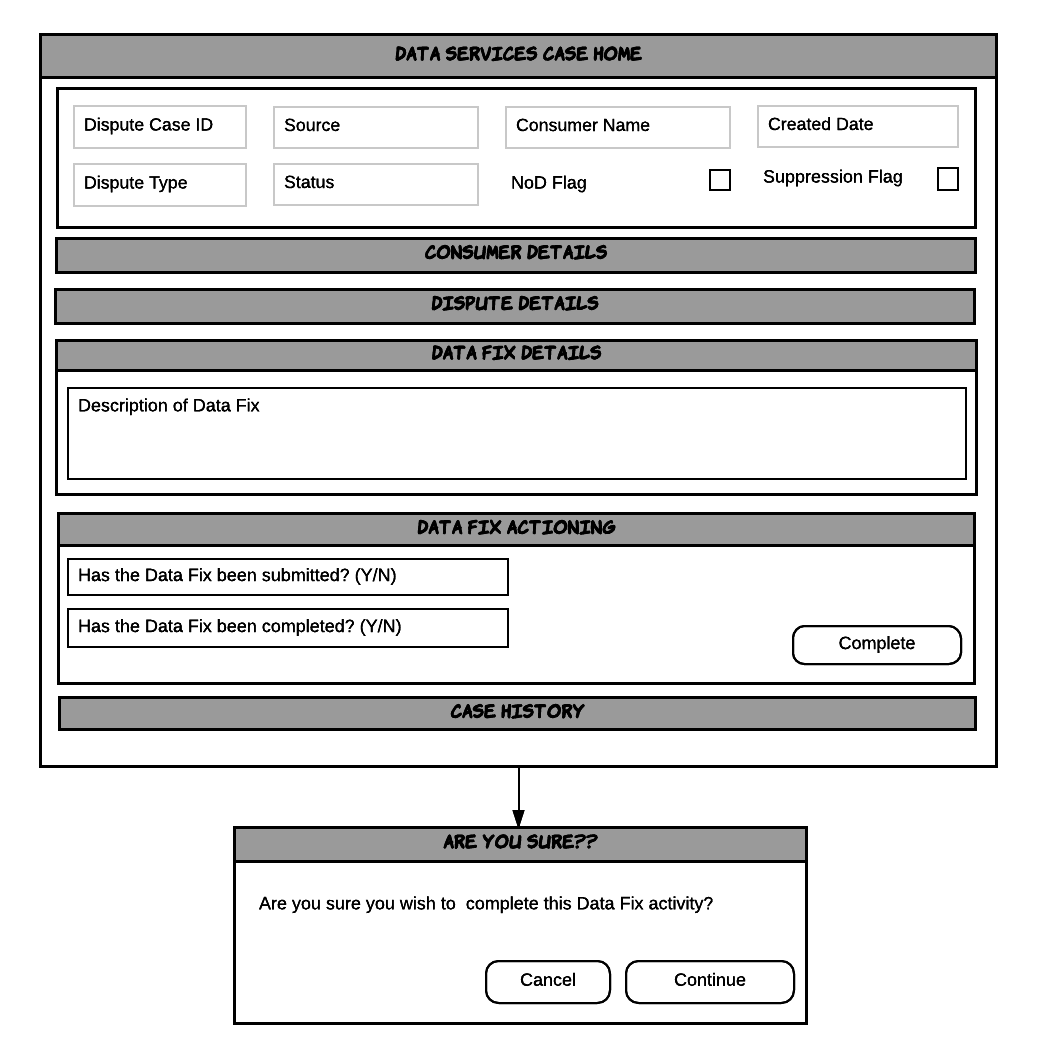 DATA SERVICES CASE HOME
Dispute Case ID
Source
Consumer Name
Created Date
Dispute Type
Status
NoD Flag
Suppression Flag
CONSUMER DETAILS
DISPUTE DETAILS
DATA FIX DETAILS
Description of Data Fix
DATA FIX ACTIONING
Has the Data Fix been submitted? (Y/N)
Has the Data Fix been completed? (Y/N)
Complete
CASE HISTORY
ARE YOU SURE??
Are you sure you wish to  complete this Data Fix activity?
Cancel
Continue